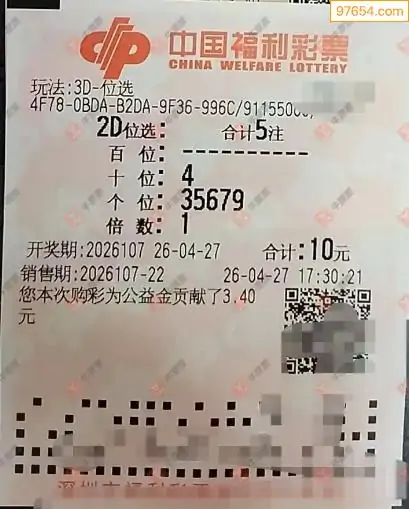 97654.com
中国福利彩票
CHINA WELFARE LOTTERY
玩法:3D-位选
4F78-0BDA-B2DA-9F36-996C/911550
2D位选: 合计5注
百 位: -----------
十 位: 4
个 位: 35679
倍 数: 1
开奖期:2026107 26-04-27 合计:10元
销售期:2026107-22 26-04-27 17:30:21
您本次购彩为公益金贡献了3.40
元